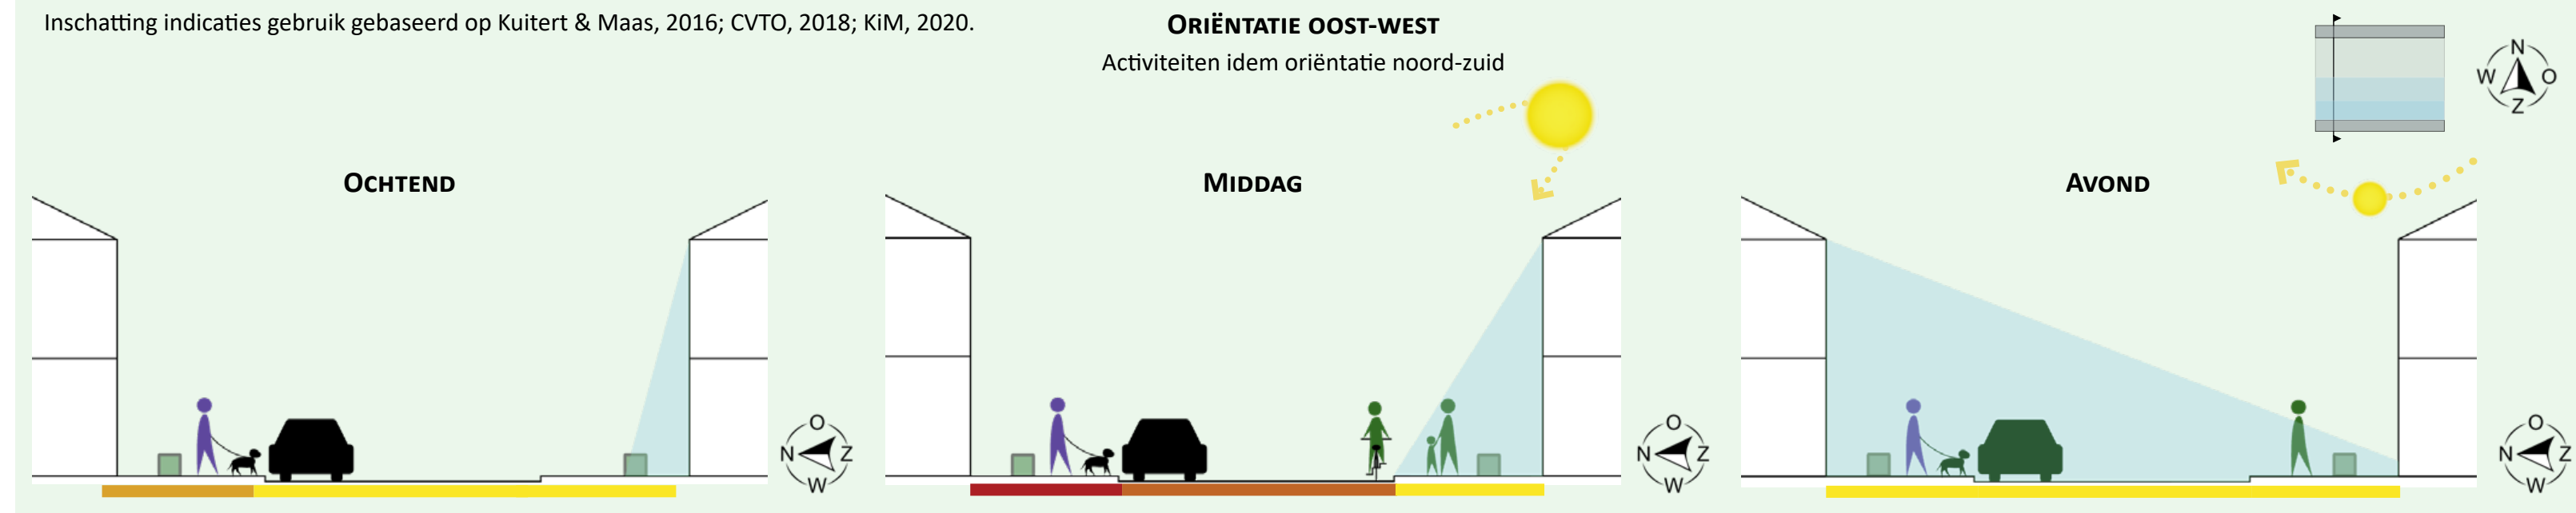 Inschatting indicaties gebruik gebaseerd op Kuitert & Maas, 2016; CVTO, 2018; KiM, 2020.
Oriëntatie oost-west
Activiteiten idem oriëntatie noord-zuid
N
W O
Z
Ochtend
Middag
Avond
O
N Z
W
O
N Z
W
O
N Z
W